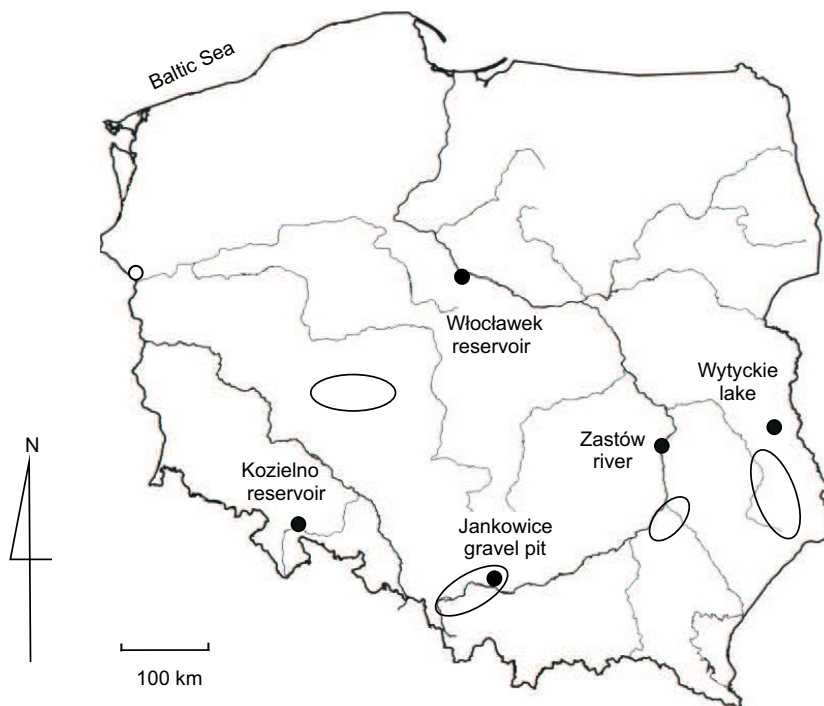 Baltic Sea
Włocławek
reservoir
Wytyckie
lake
Zastów
river
N
Kozielno
reservoir
Jankowice
gravel pit
100 km